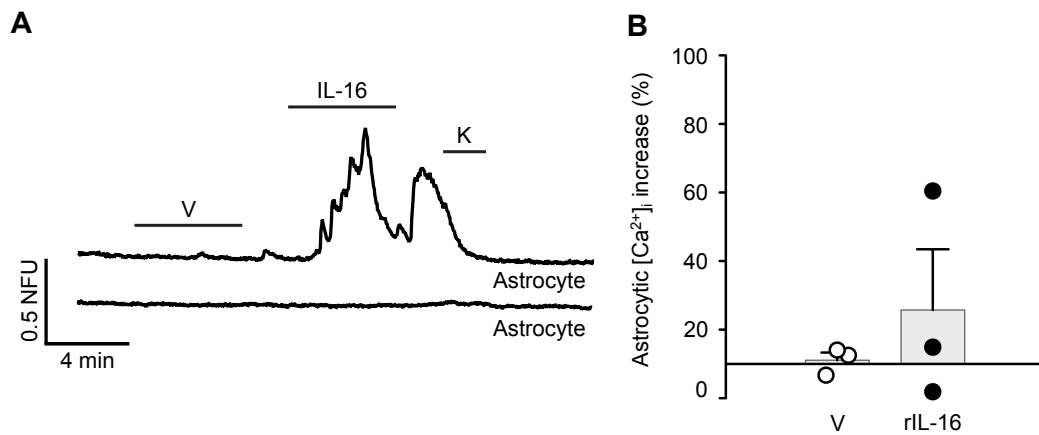 A
IL-16
K
V
Astrocyte
Astrocyte
0.5 NFU
4 min
B
Astrocytic [Ca²⁺]ᵢ increase (%)
100
80
60
40
20
0
V
rIL-16